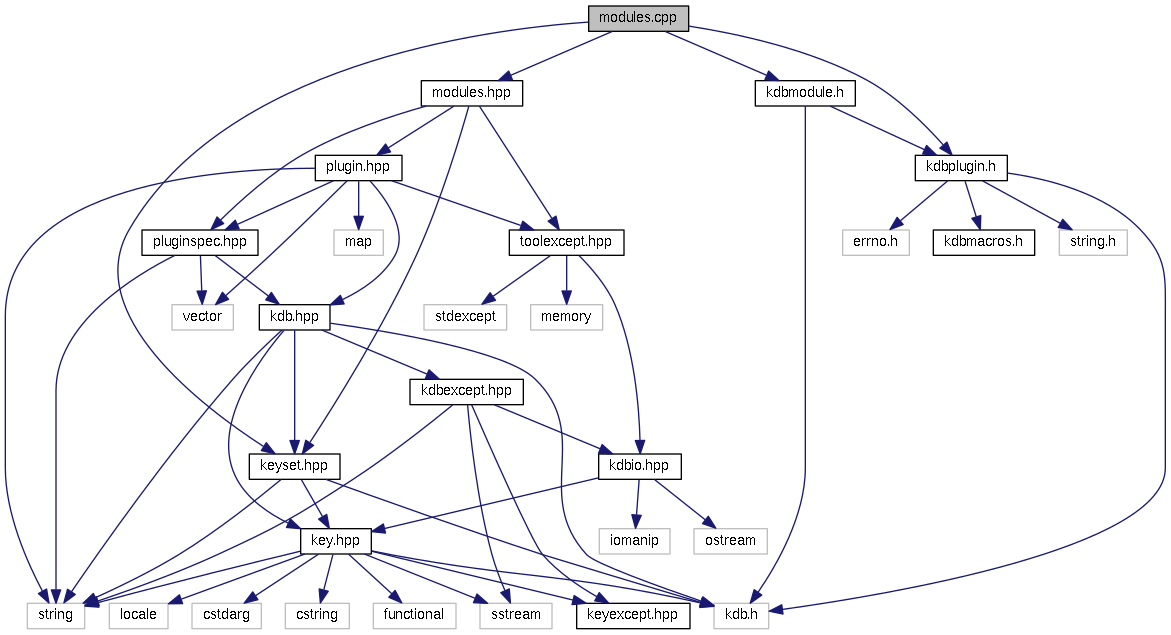 modules.cpp
modules.hpp
kdbmodule.h
plugin.hpp
kdbplugin.h
pluginspec.hpp
map
toolexcept.hpp
errno.h
kdbmacros.h
string.h
vector
kdb.hpp
stdexcept
memory
kdbexcept.hpp
keyset.hpp
kdbio.hpp
key.hpp
iomanip
ostream
string
locale
cstdarg
cstring
functional
sstream
keyexcept.hpp
kdb.h